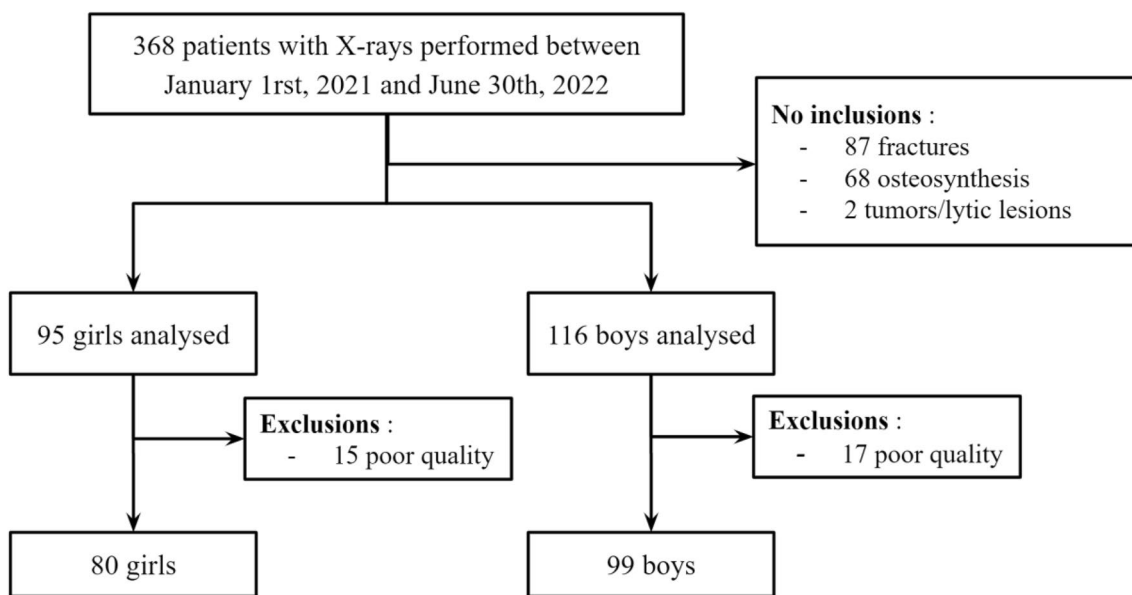 368 patients with X-rays performed between
January 1rst, 2021 and June 30th, 2022
No inclusions :
- 87 fractures
- 68 osteosynthesis
- 2 tumors/lytic lesions
95 girls analysed
116 boys analysed
Exclusions :
- 15 poor quality
Exclusions :
- 17 poor quality
80 girls
99 boys